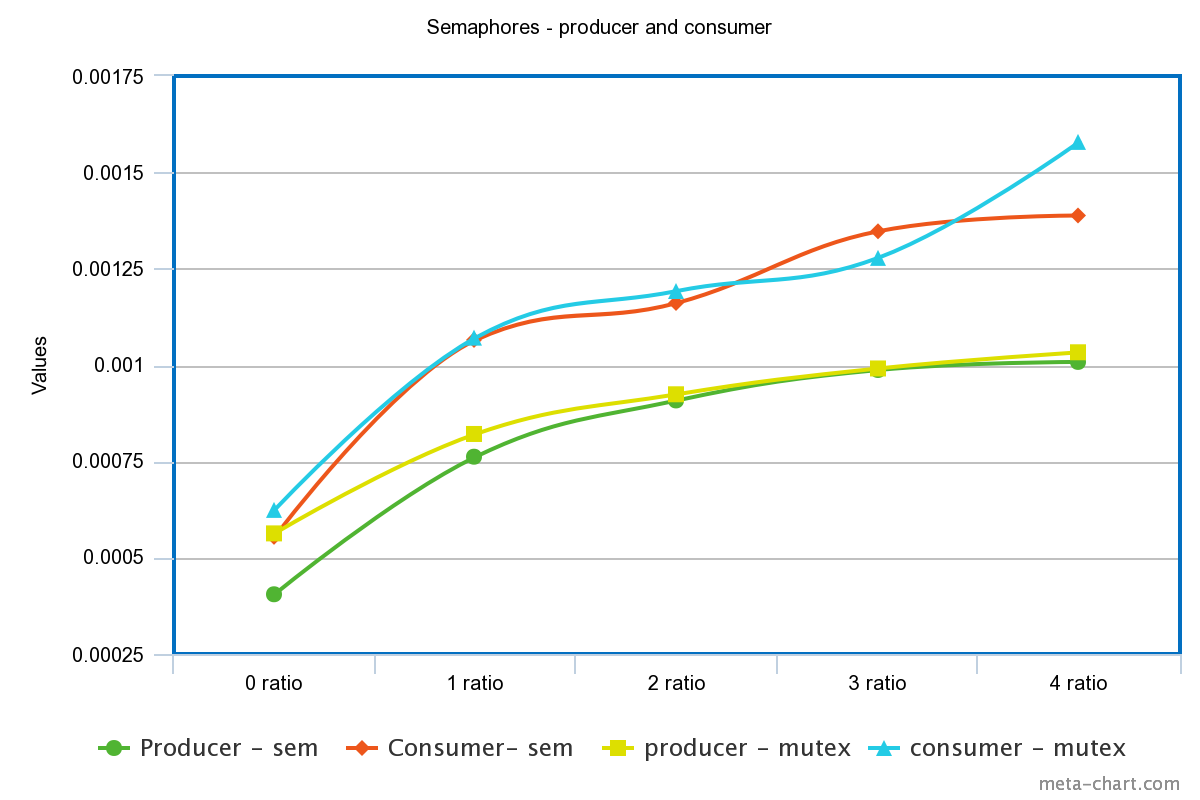 Semaphores - producer and consumer
0.00175
0.0015
0.00125
0.001
0.00075
0.0005
0.00025
Values
0 ratio 1 ratio 2 ratio 3 ratio 4 ratio
Producer - sem Consumer- sem producer - mutex consumer - mutex
meta-chart.com